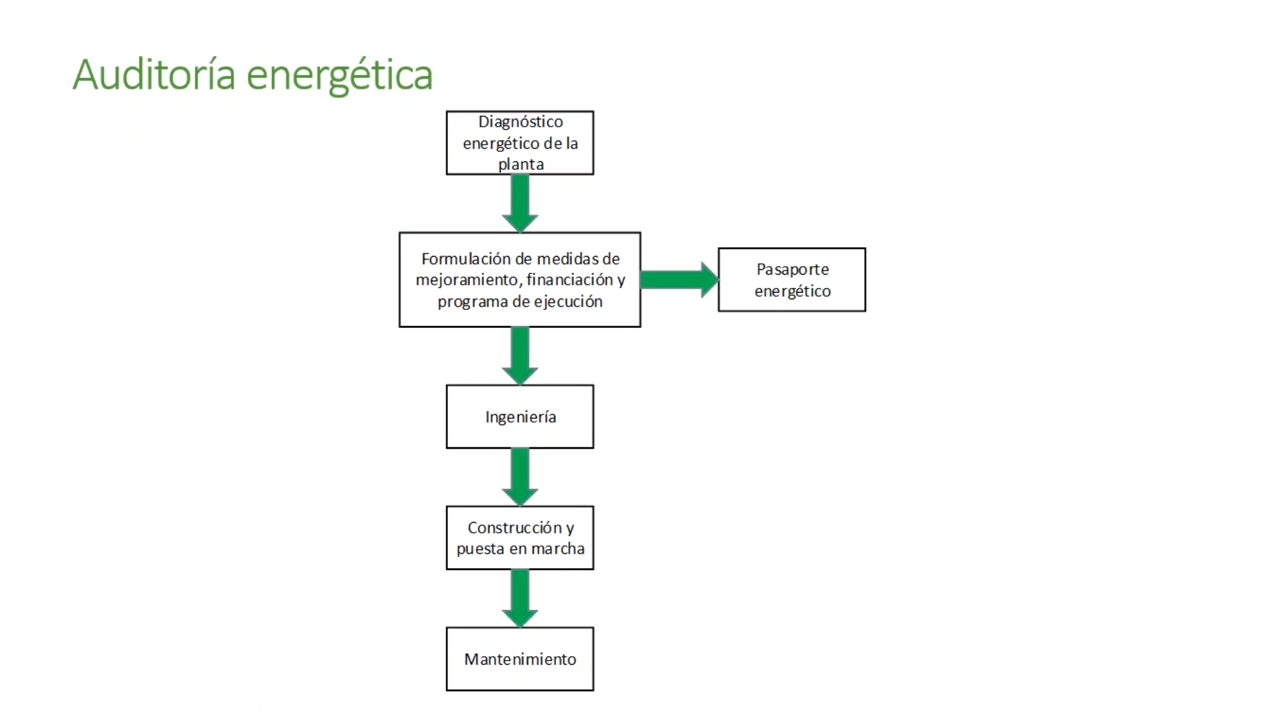 Auditoría energética
Diagnóstico
energético de la
planta
Formulación de medidas de
mejoramiento, financiación y
programa de ejecución
Pasaporte
energético
Ingeniería
Construcción y
puesta en marcha
Mantenimiento